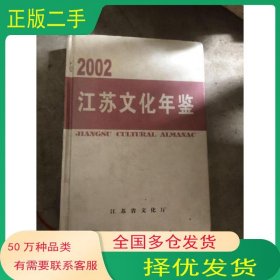 正版二手
2002
江苏文化年鉴
JIANGSU CULTURAL ALMANAC
江苏省文化厅
50万种品类
有需要联系客服
全国多仓发货
择优发货